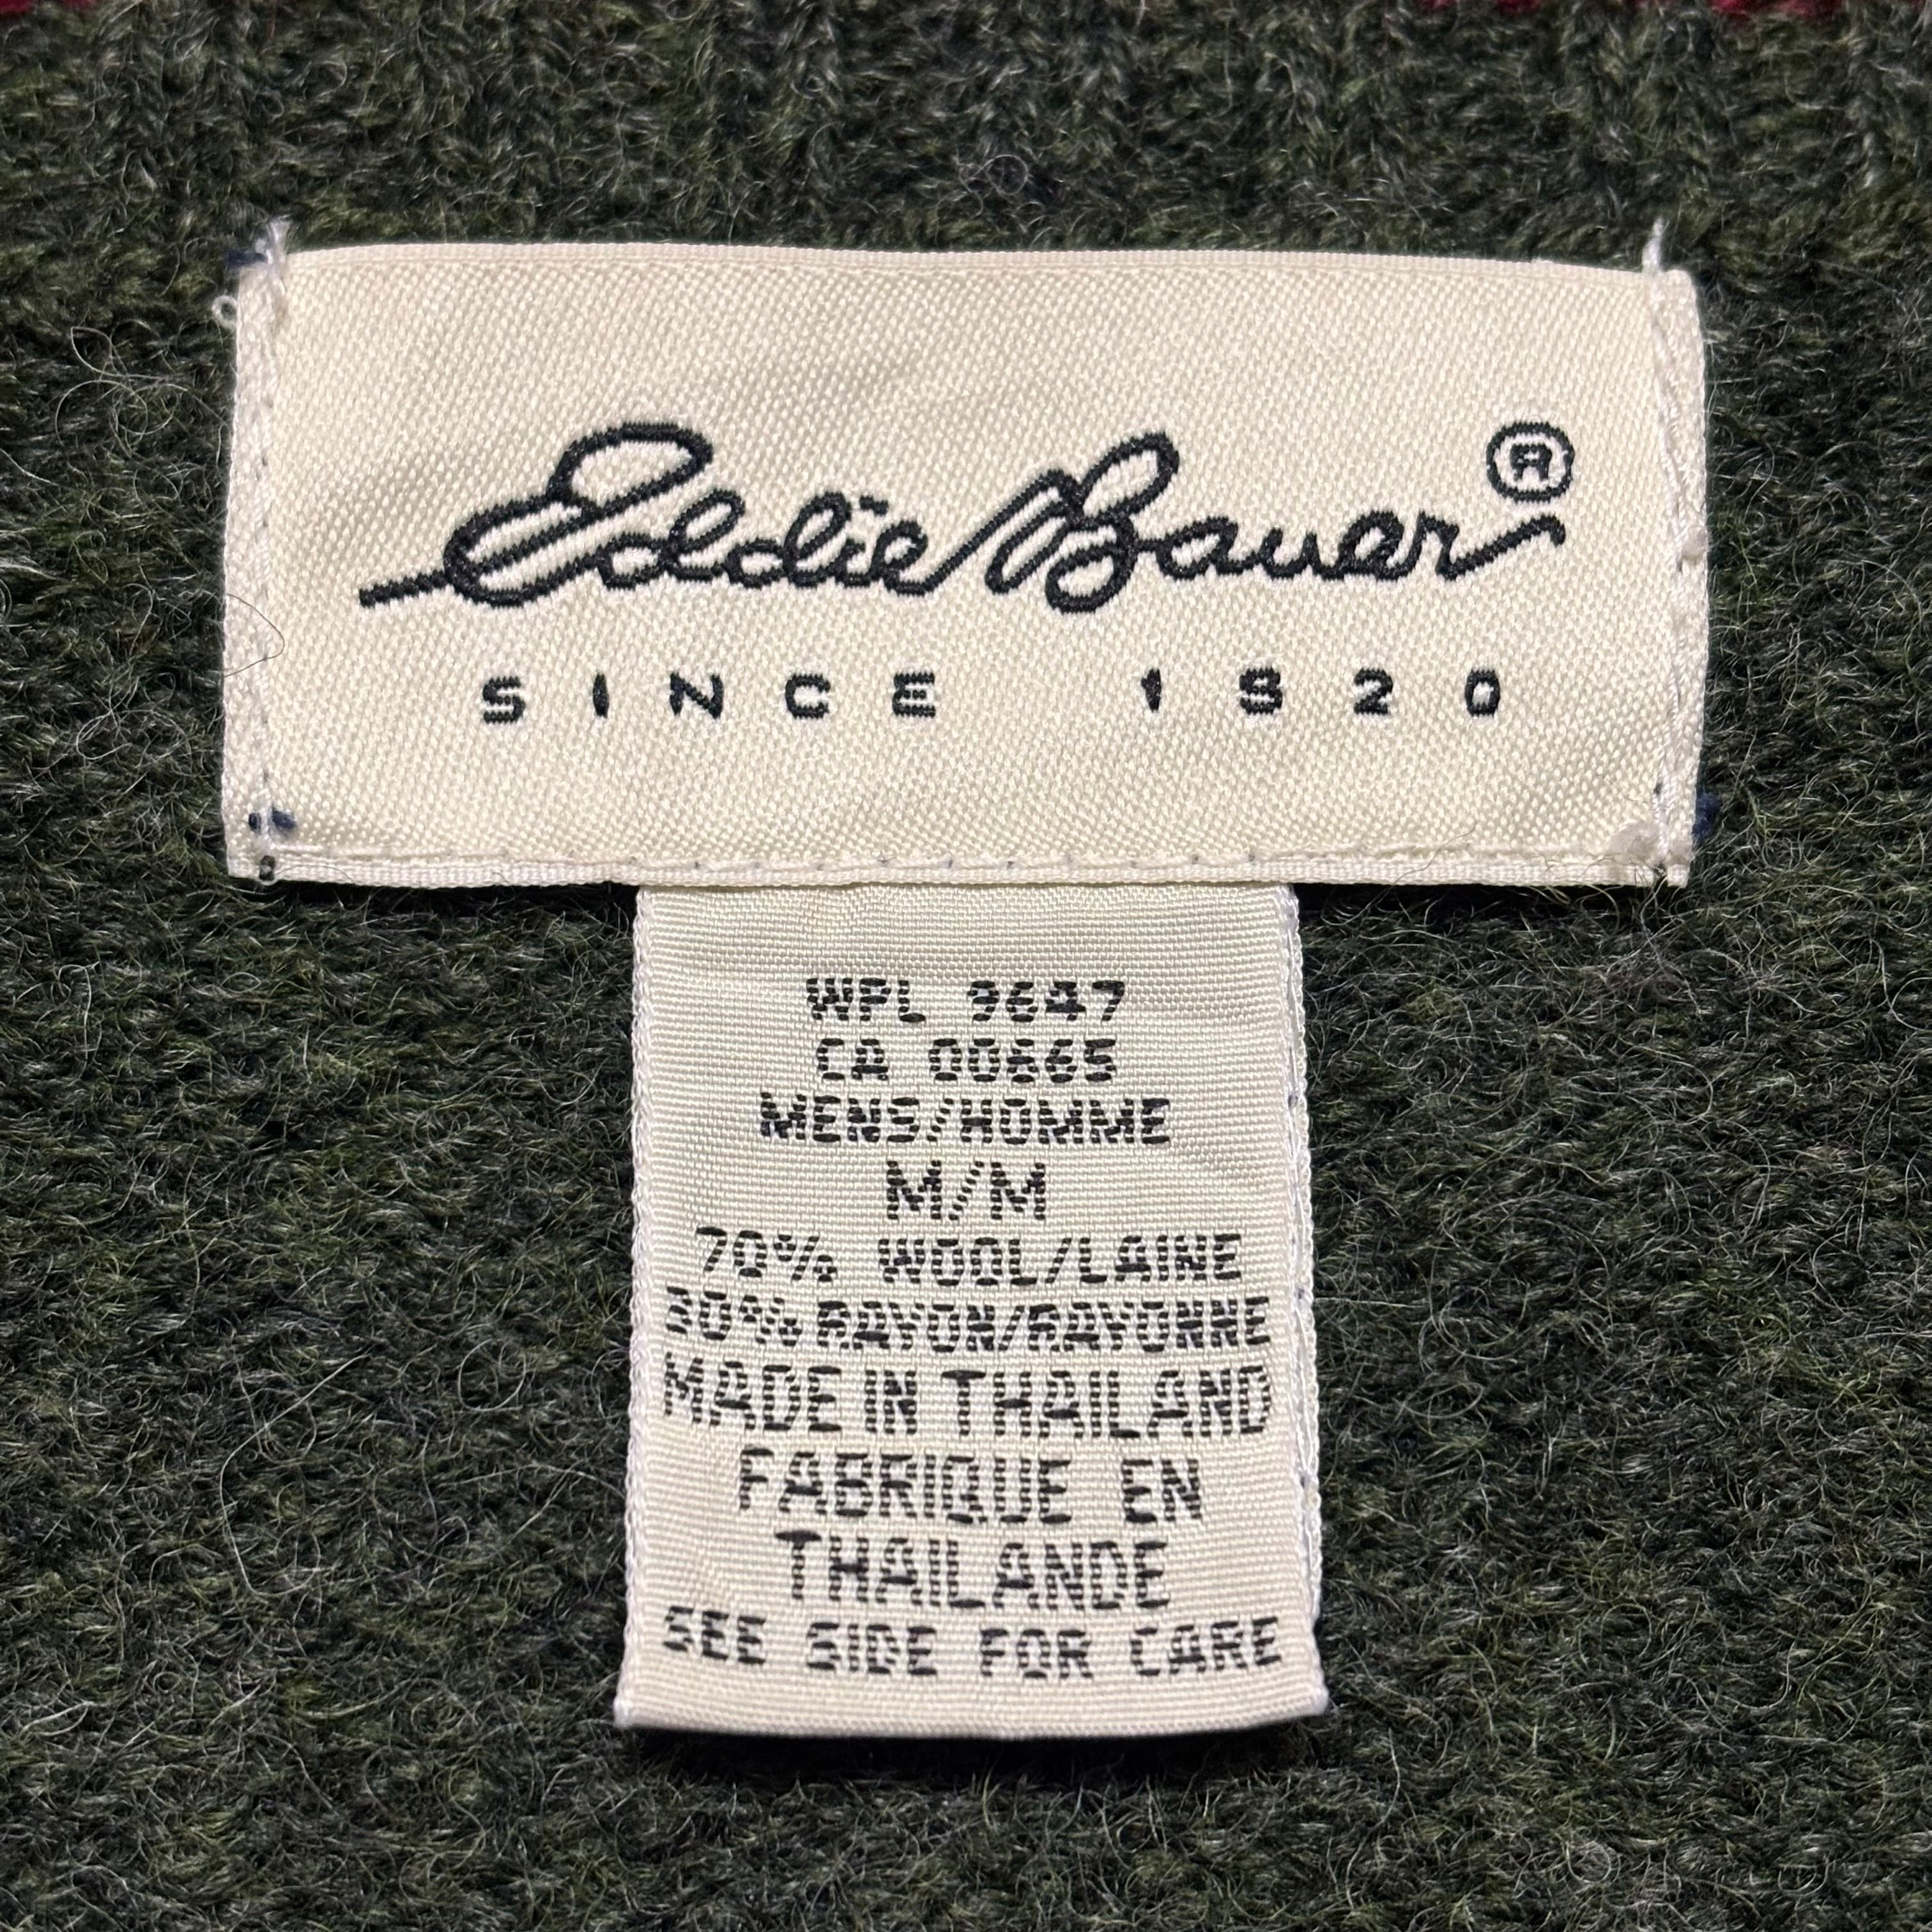 Eddie Bauer®
SINCE 1920
WPL 9647
CA 00865
MENS/HOMME
M/M
70% WOOL/LAINE
30% RAYON/RAYONNE
MADE IN THAILAND
FABRIQUE EN
THAILANDE
SEE SIDE FOR CARE